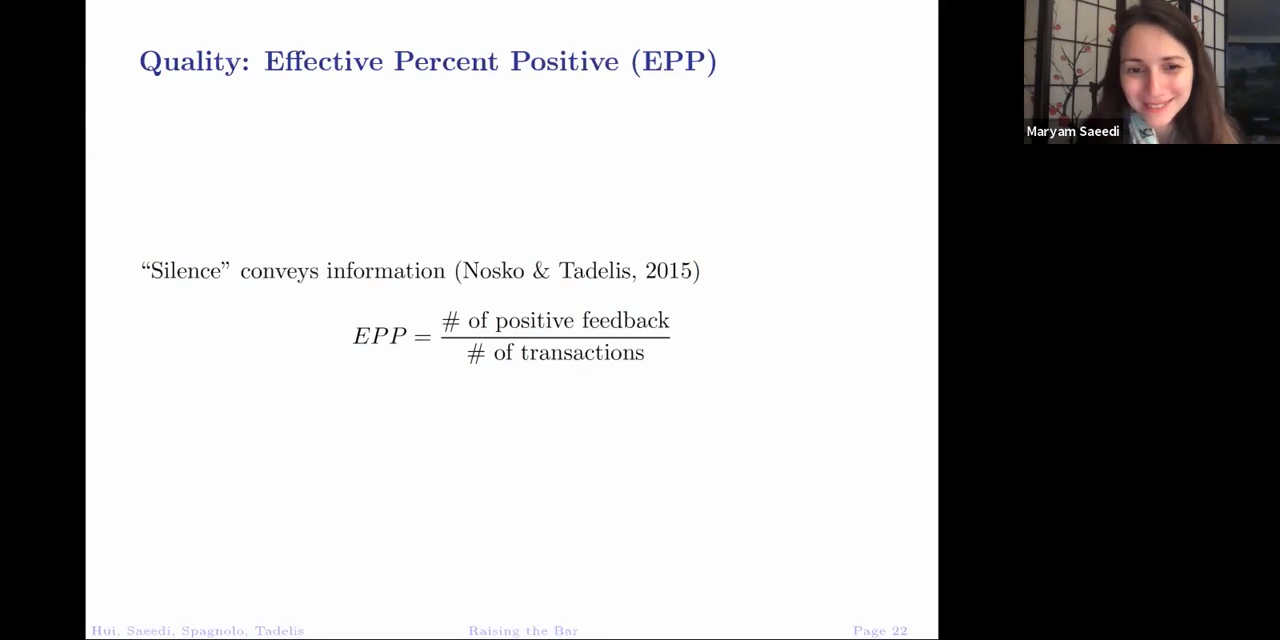 Quality: Effective Percent Positive (EPP)
Maryam Saeedi
“Silence” conveys information (Nosko & Tadelis, 2015)
EPP = # of positive feedback
# of transactions
Hui, Saeedi, Spagnolo, Tadelis Raising the Bar Page 22